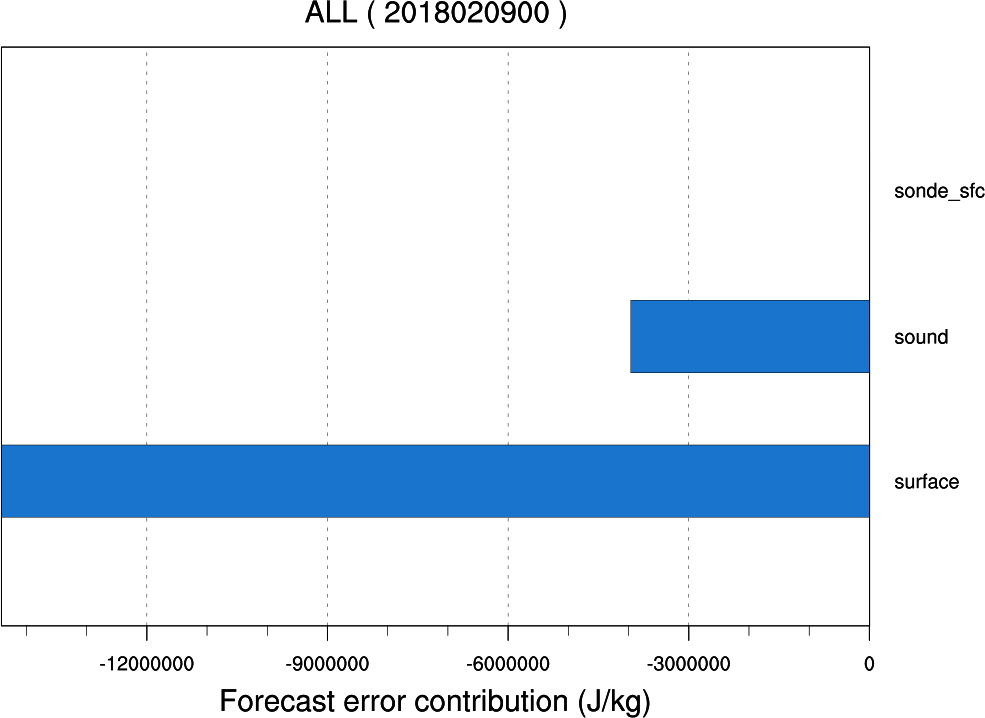 ALL ( 2018020900 )
sonde_sfc
sound
surface
-12000000 -9000000 -6000000 -3000000 0
Forecast error contribution (J/kg)